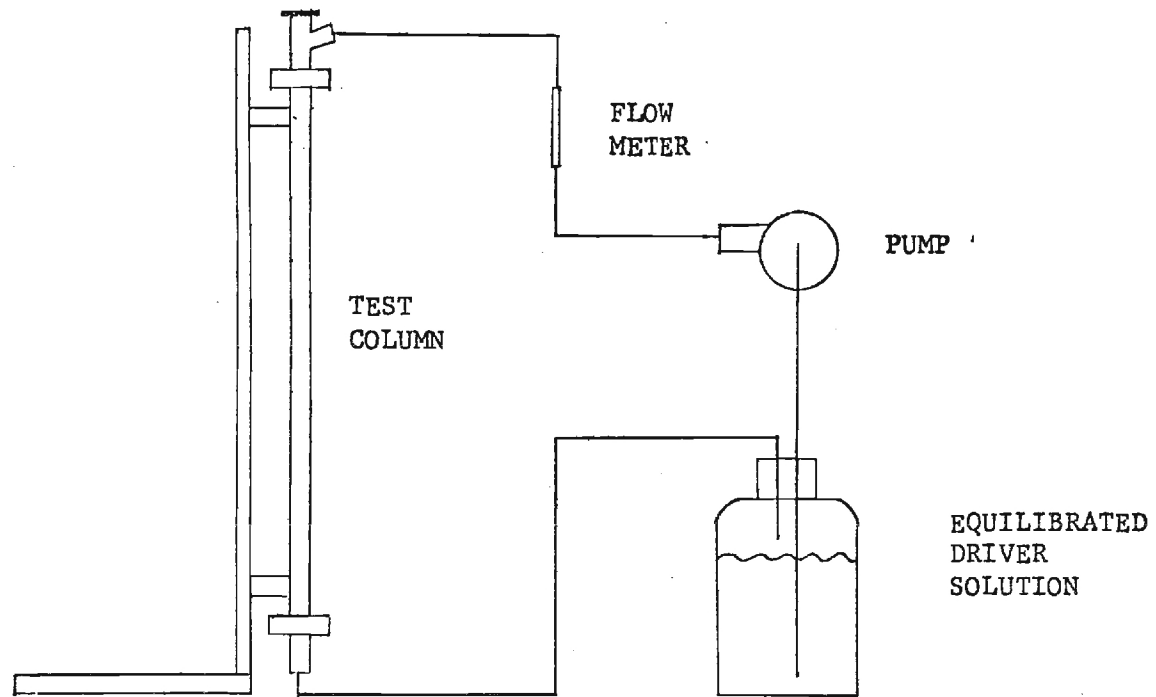 FLOW
METER
PUMP
TEST
COLUMN
EQUILIBRATED
DRIVER
SOLUTION